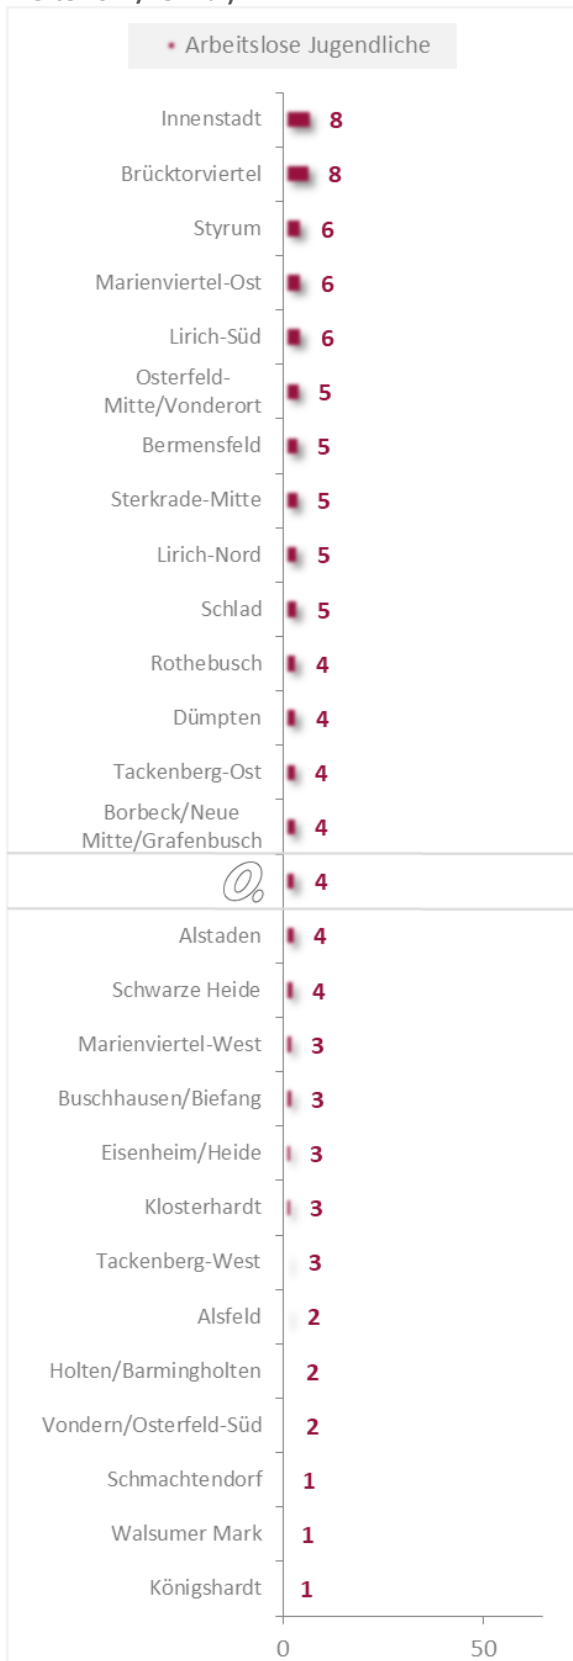 Arbeitslose Jugendliche
Innenstadt 8
Brücktorviertel 8
Styrum 6
Marienviertel-Ost 6
Lirich-Süd 6
Osterfeld-
Mitte/Vonderort 5
Bermensfeld 5
Sterkrade-Mitte 5
Lirich-Nord 5
Schlad 5
Rothebusch 4
Dümpten 4
Tackenberg-Ost 4
Borbeck/Neue
Mitte/Grafenbusch 4
4
Alstaden 4
Schwarze Heide 4
Marienviertel-West 3
Buschhausen/Biefang 3
Eisenheim/Heide 3
Klosterhardt 3
Tackenberg-West 3
Alsfeld 2
Holten/Barmingholten 2
Vondern/Osterfeld-Süd 2
Schmachtendorf 1
Walsumer Mark 1
Königshardt 1
0 50